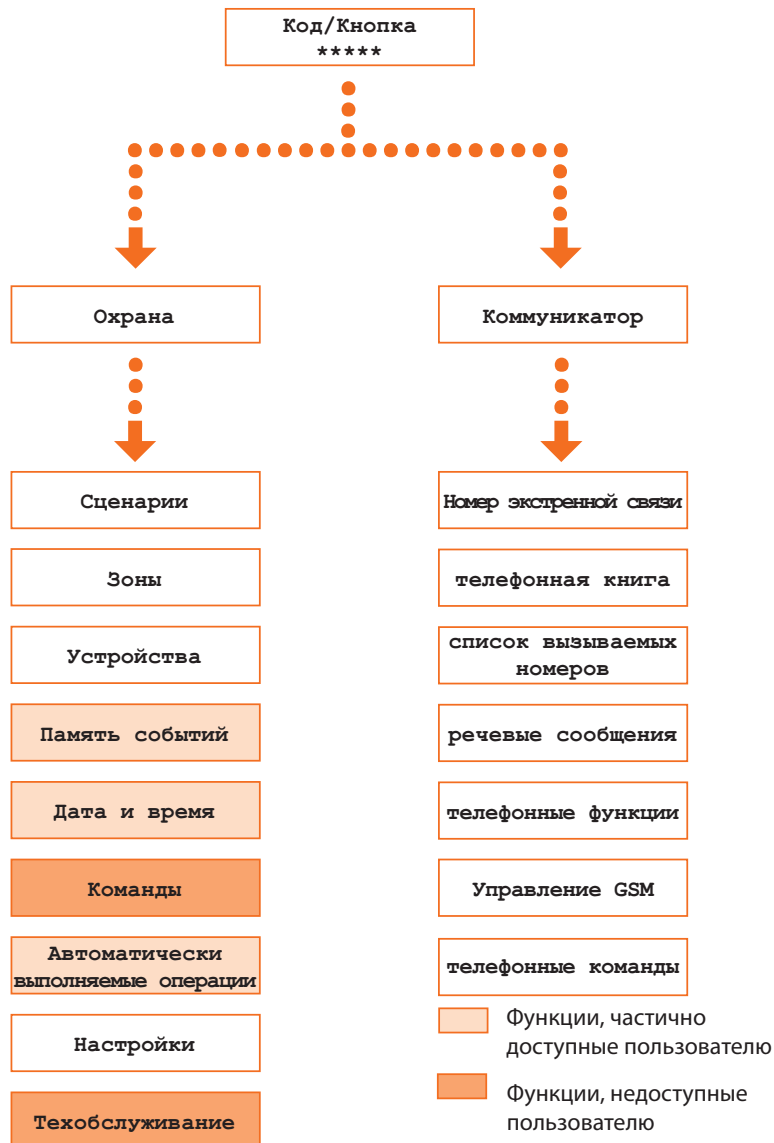 Код/Кнопка
*****
Охрана
Коммуникатор
Сценарии
Зоны
Устройства
Память событий
Дата и время
Команды
Автоматически
выполняемые операции
Настройки
Техобслуживание
Номер экстренной связи
телефонная книга
список вызываемых
номеров
речевые сообщения
телефонные функции
Управление GSM
телефонные команды
Функции, частично
доступные пользователю
Функции, недоступные
пользователю